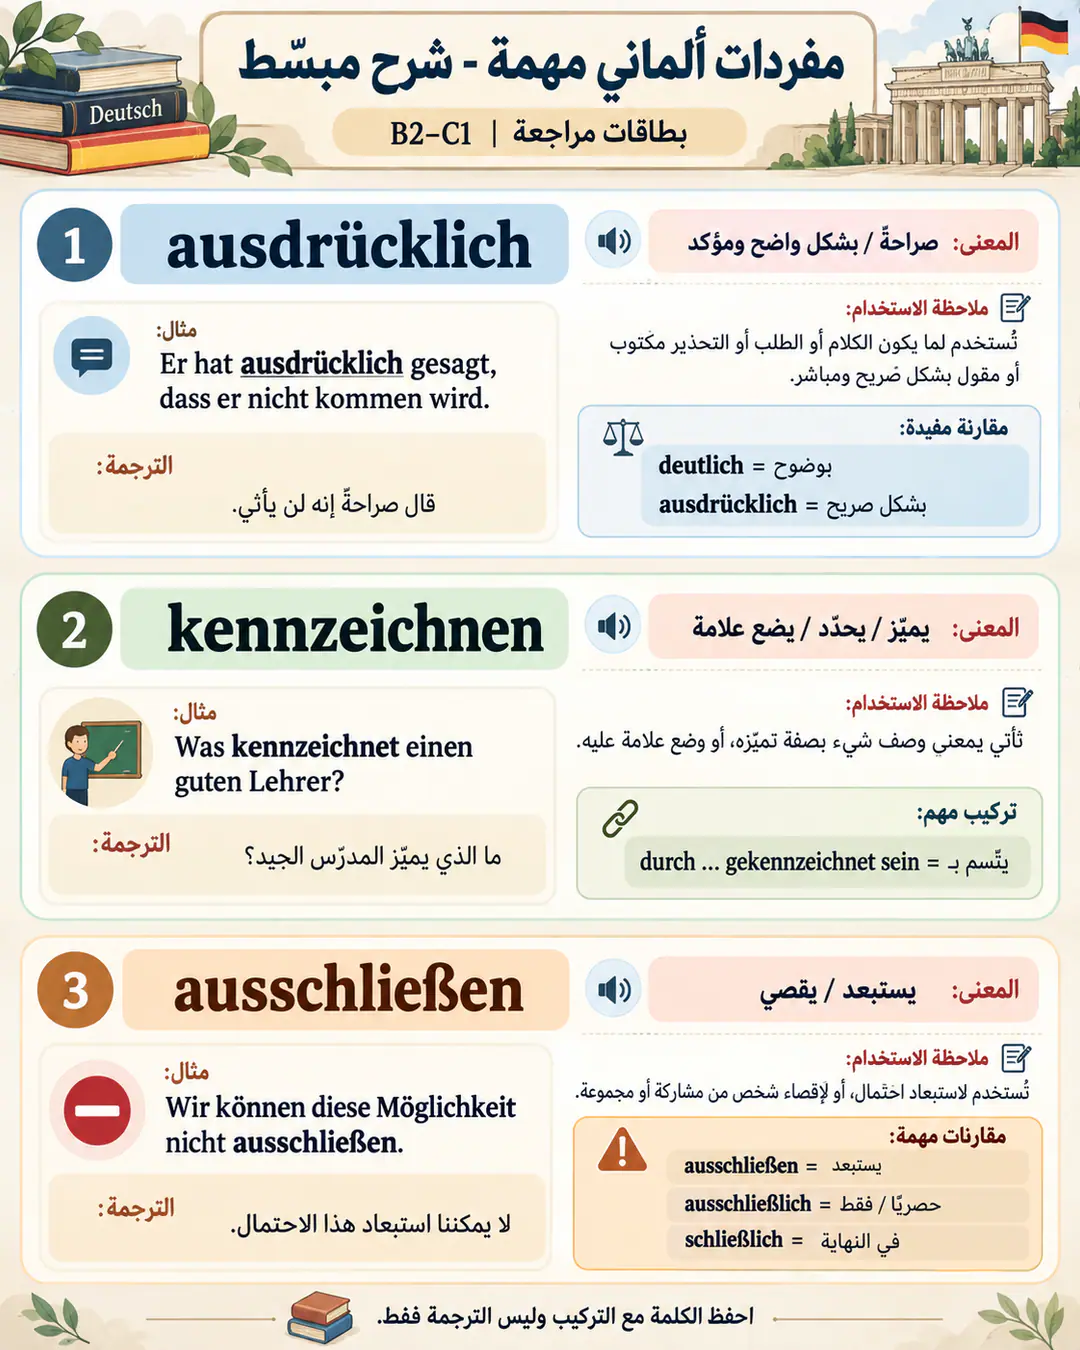 مفردات ألماني مهمة - شرح مبسّط
بطاقات مراجعة | B2–C1
Deutsch
1
ausdrücklich
المعنى: صراحةً / بشكل واضح ومؤكد
مثال:
Er hat ausdrücklich gesagt,
dass er nicht kommen wird.
الترجمة:
قال صراحةً إنه لن يأتي.
ملاحظة الاستخدام:
تُستخدم لما يكون الكلام أو الطلب أو التحذير مكتوب
أو مقول بشكل صريح ومباشر.
مقارنة مفيدة:
deutlich = بوضوح
ausdrücklich = بشكل صريح
2
kennzeichnen
المعنى: يميّز / يحدّد / يضع علامة
مثال:
Was kennzeichnet einen
guten Lehrer?
الترجمة:
ما الذي يميّز المدرّس الجيد؟
ملاحظة الاستخدام:
تأتي يمعني وصف شيء بصفة تميّزه، أو وضع علامة عليه.
تركيب مهم:
durch ... gekennzeichnet sein = يتّسم بـ
3
ausschließen
المعنى: يستبعد / يقصي
مثال:
Wir können diese Möglichkeit
nicht ausschließen.
الترجمة:
لا يمكننا استبعاد هذا الاحتمال.
ملاحظة الاستخدام:
تُستخدم لاستبعاد احتمال، أو لإقصاء شخص من مشاركة أو مجموعة.
مقارنات مهمة:
ausschließen = يستبعد
ausschließlich = حصريًا / فقط
schließlich = في النهاية
احفظ الكلمة مع التركيب وليس الترجمة فقط.